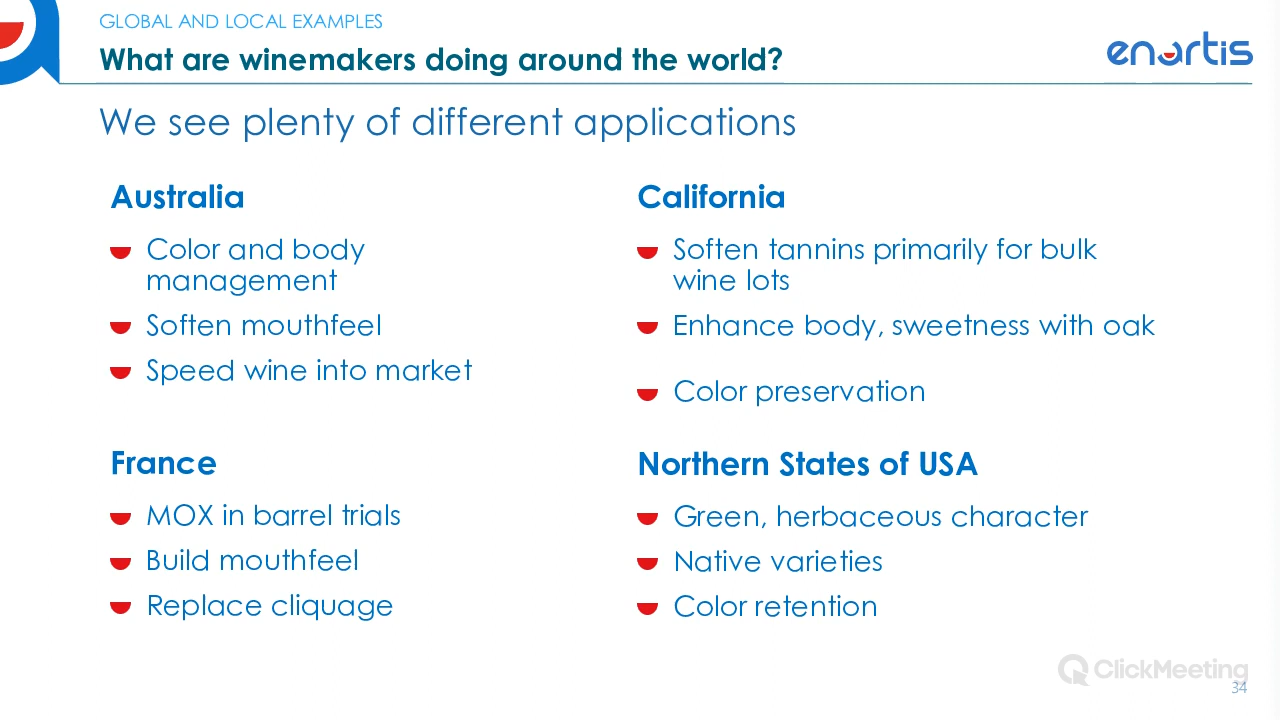 GLOBAL AND LOCAL EXAMPLES
What are winemakers doing around the world?
enartis
We see plenty of different applications
Australia
Color and body
management
Soften mouthfeel
Speed wine into market
California
Soften tannins primarily for bulk
wine lots
Enhance body, sweetness with oak
Color preservation
France
MOX in barrel trials
Build mouthfeel
Replace cliquage
Northern States of USA
Green, herbaceous character
Native varieties
Color retention
ClickMeeting
34